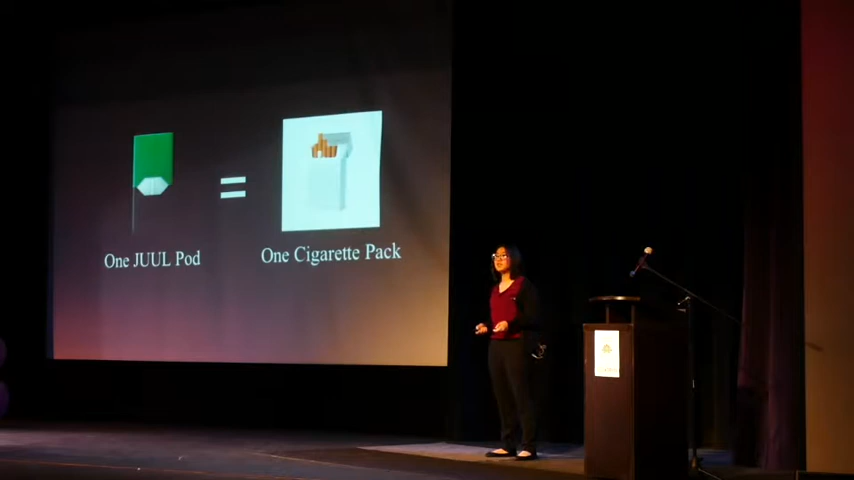 One JUUL Pod
=
One Cigarette Pack